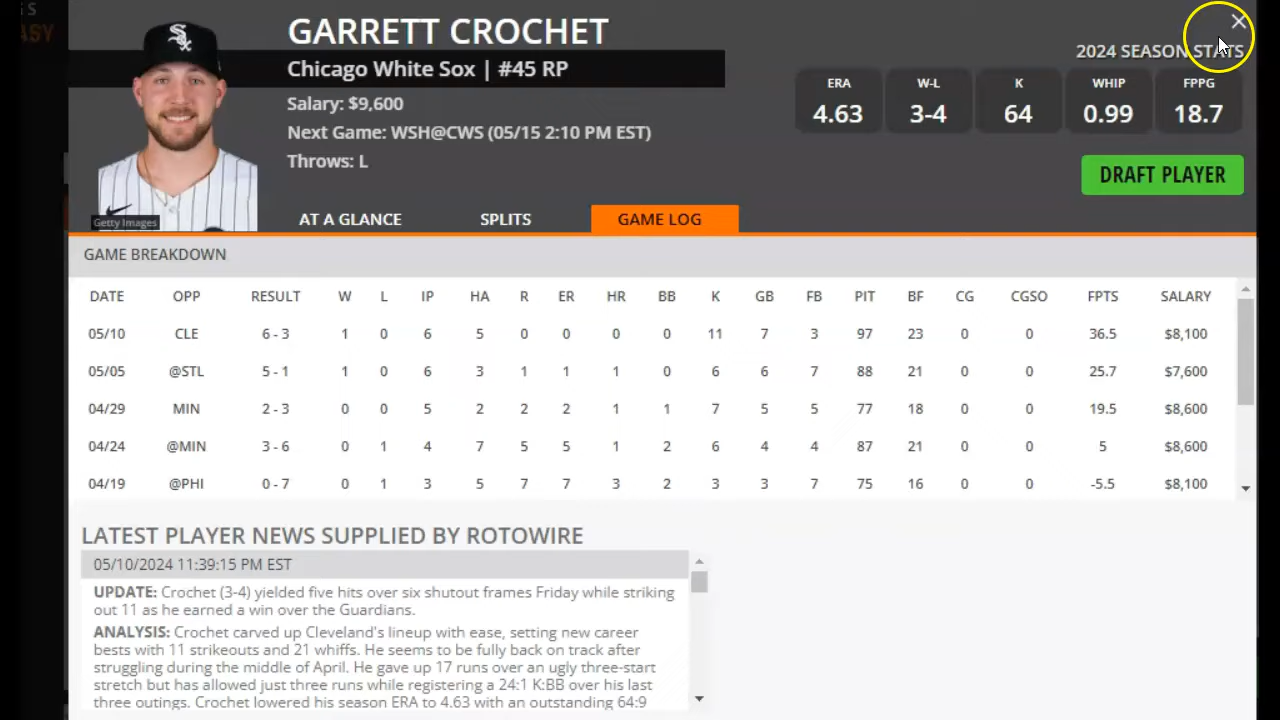 S
ASY
GARRETT CROCHET
Chicago White Sox | #45 RP
Salary: $9,600
Next Game: WSH@CWS (05/15 2:10 PM EST)
Throws: L
Getty Images
2024 SEASON STATS
ERA W-L K WHIP FPPG
4.63 3-4 64 0.99 18.7
DRAFT PLAYER
AT A GLANCE SPLITS GAME LOG
GAME BREAKDOWN
DATE OPP RESULT W L IP HA R ER HR BB K GB FB PIT BF CG CGSO FPTS SALARY
05/10 CLE 6 - 3 1 0 6 5 0 0 0 0 11 7 3 97 23 0 0 36.5 $8,100
05/05 @STL 5 - 1 1 0 6 3 1 1 1 0 6 6 7 88 21 0 0 25.7 $7,600
04/29 MIN 2 - 3 0 0 5 2 2 2 1 1 7 5 5 77 18 0 0 19.5 $8,600
04/24 @MIN 3 - 6 0 1 4 7 5 5 1 2 6 4 4 87 21 0 0 5 $8,600
04/19 @PHI 0 - 7 0 1 3 5 7 7 3 2 3 3 7 75 16 0 0 -5.5 $8,100
LATEST PLAYER NEWS SUPPLIED BY ROTOWIRE
05/10/2024 11:39:15 PM EST
UPDATE: Crochet (3-4) yielded five hits over six shutout frames Friday while striking
out 11 as he earned a win over the Guardians.
ANALYSIS: Crochet carved up Cleveland's lineup with ease, setting new career
bests with 11 strikeouts and 21 whiffs. He seems to be fully back on track after
struggling during the middle of April. He gave up 17 runs over an ugly three-start
stretch but has allowed just three runs while registering a 24:1 K:BB over his last
three outings. Crochet lowered his season ERA to 4.63 with an outstanding 64:9